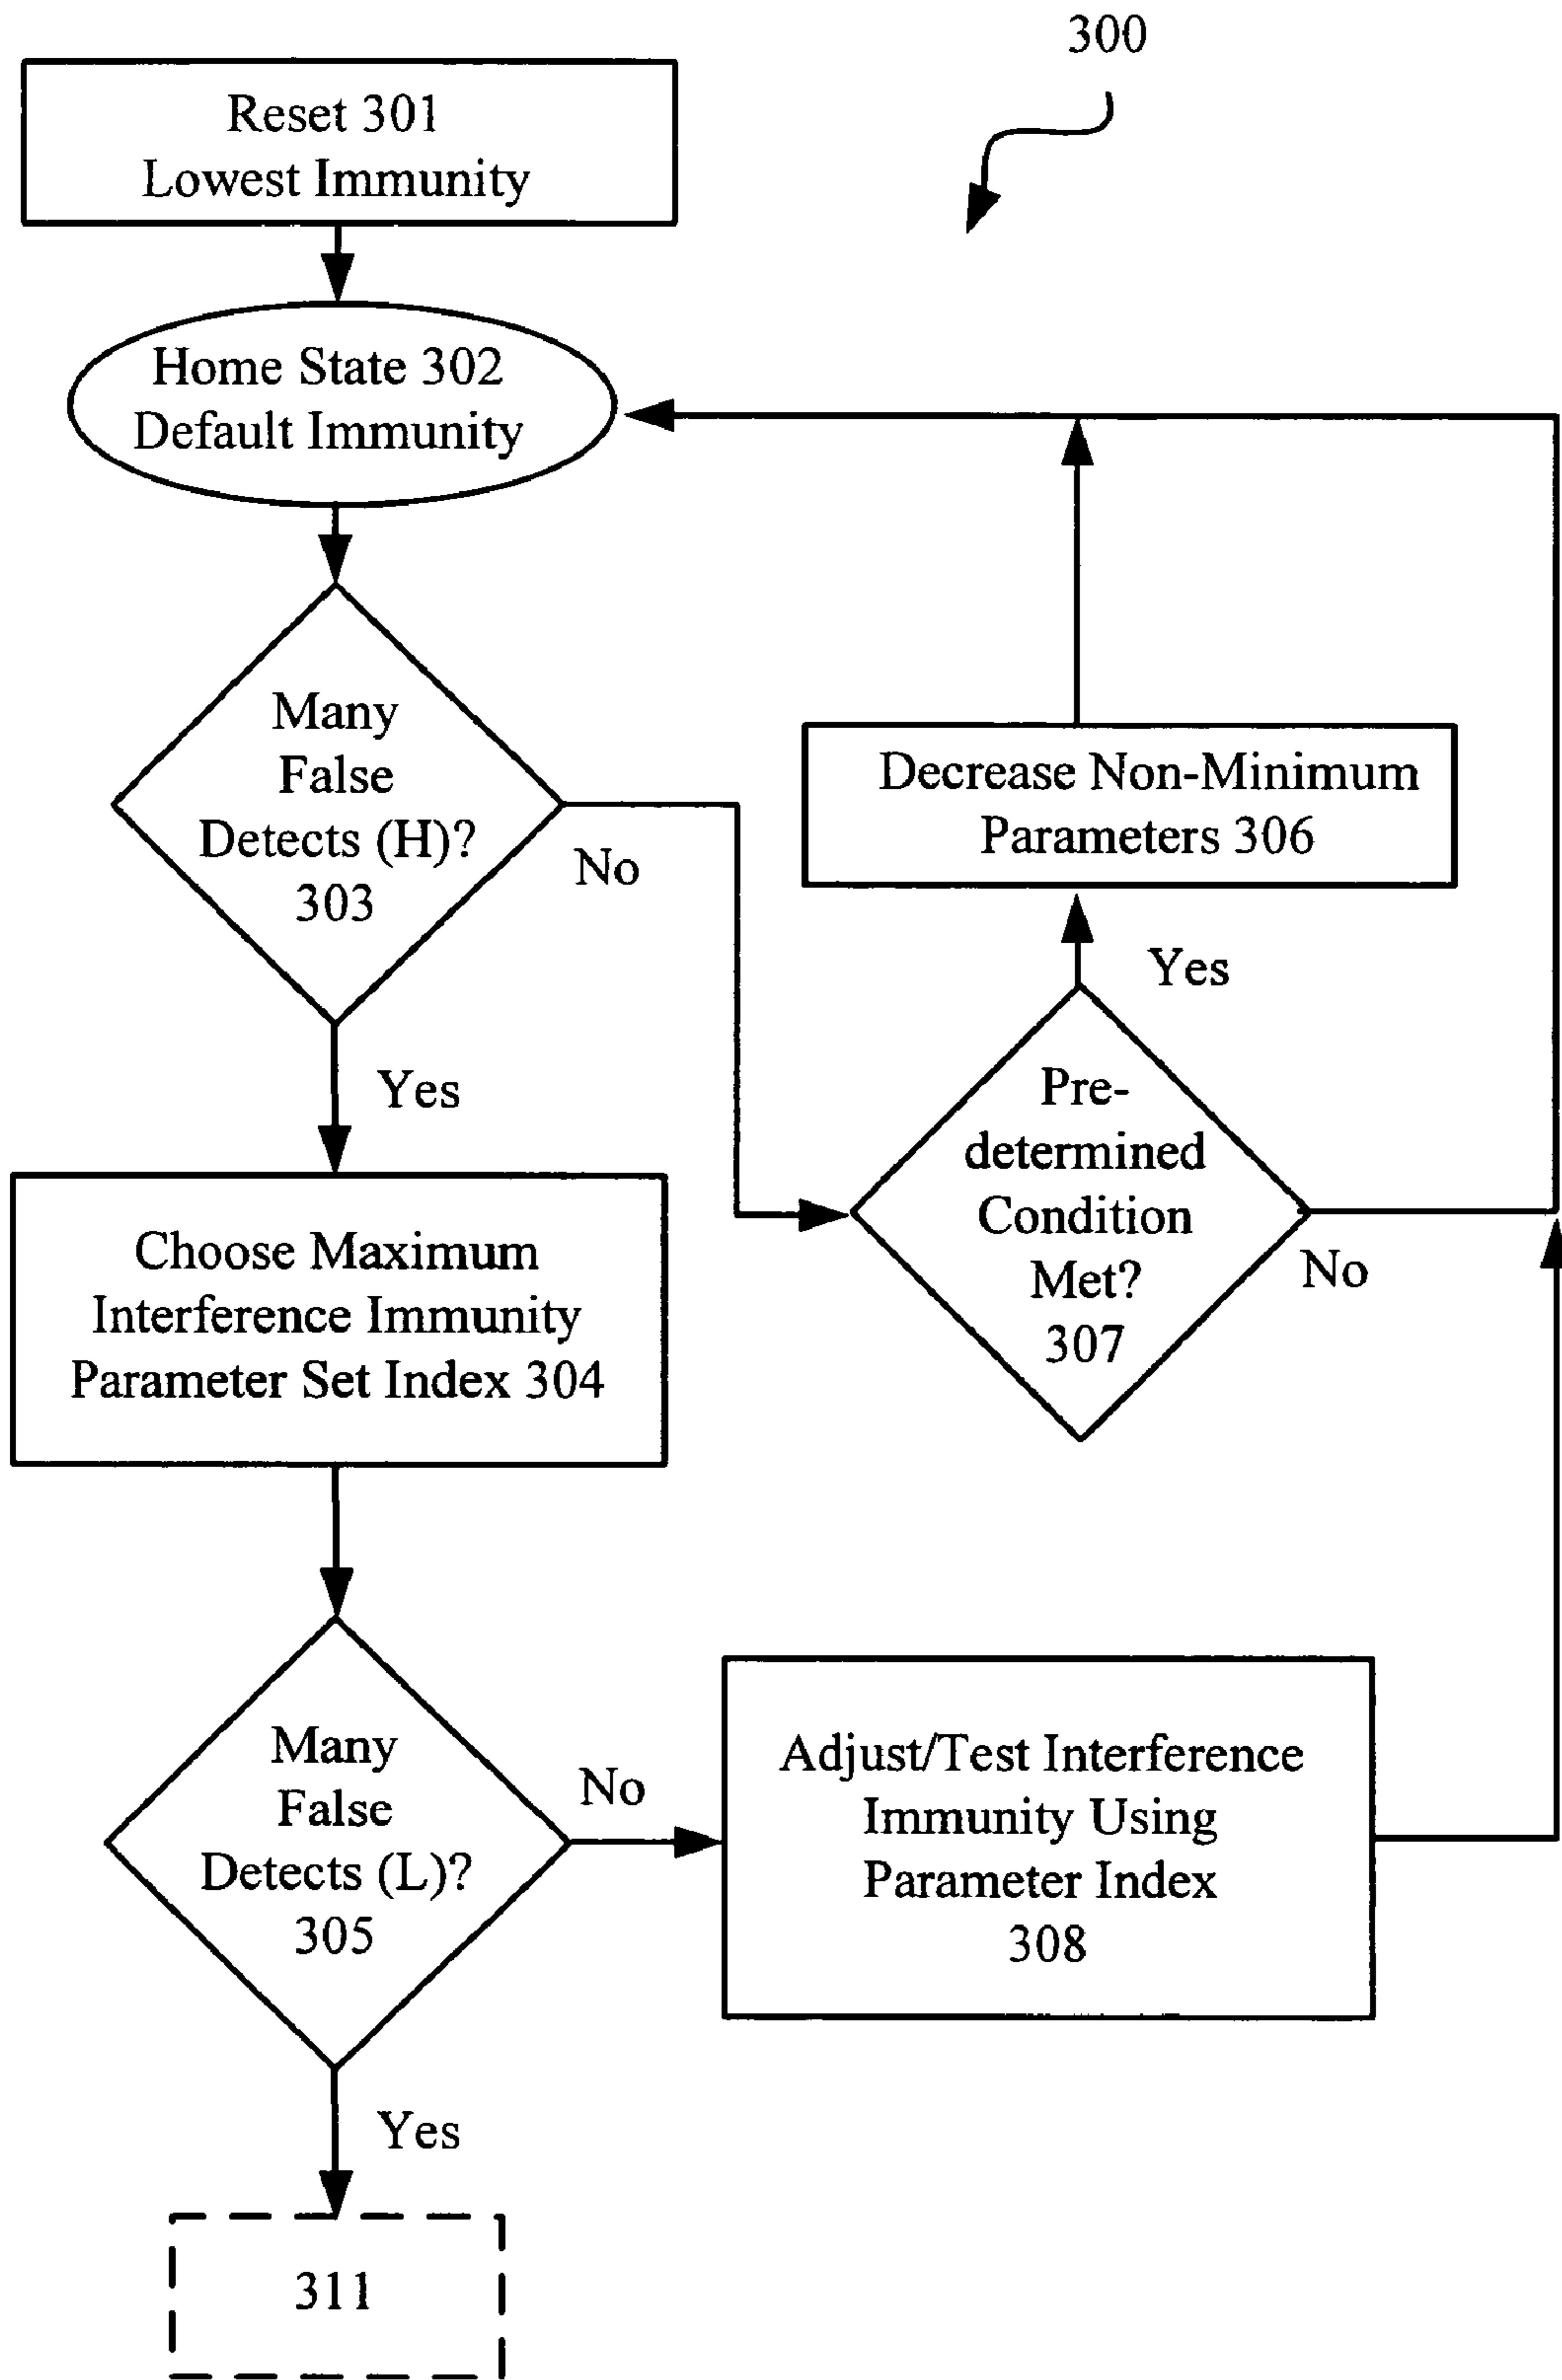 300
Reset 301
Lowest Immunity
Home State 302
Default Immunity
Many
False
Detects (H)?
303
No
Yes
Decrease Non-Minimum
Parameters 306
Yes
Pre-
determined
Condition
Met?
307
No
Choose Maximum
Interference Immunity
Parameter Set Index 304
Many
False
Detects (L)?
305
No
Yes
Adjust/Test Interference
Immunity Using
Parameter Index
308
311